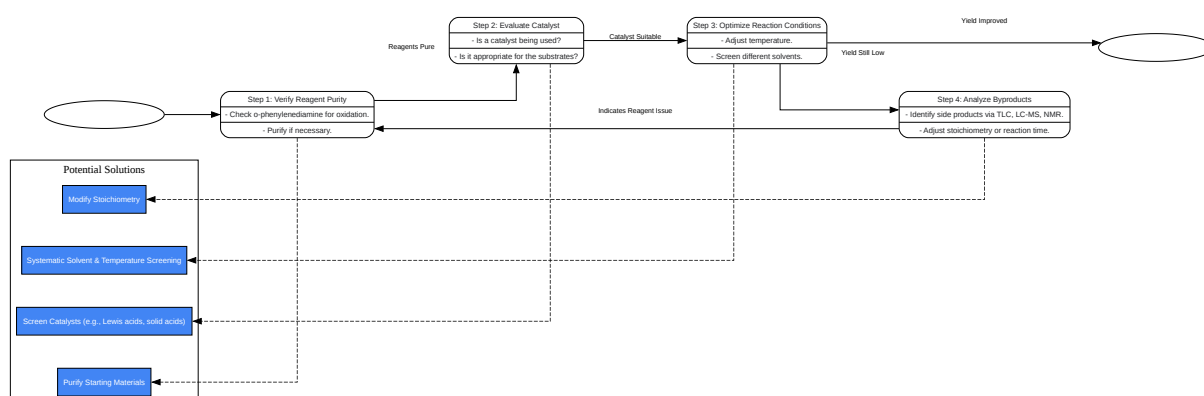 Step 2: Evaluate Catalyst
- Is a catalyst being used?
- Is it appropriate for the substrates?
Step 3: Optimize Reaction Conditions
- Adjust temperature.
- Screen different solvents.
Yield Improved
Reagents Pure
Catalyst Suitable
Yield Still Low
Step 1: Verify Reagent Purity
- Check o-phenylenediamine for oxidation.
- Purify if necessary.
Indicates Reagent Issue
Step 4: Analyze Byproducts
- Identify side products via TLC, LC-MS, NMR.
- Adjust stoichiometry or reaction time.
Potential Solutions
Modify Stoichiometry
Systematic Solvent & Temperature Screening
Screen Catalysts (e.g., Lewis acids, solid acids)
Purify Starting Materials